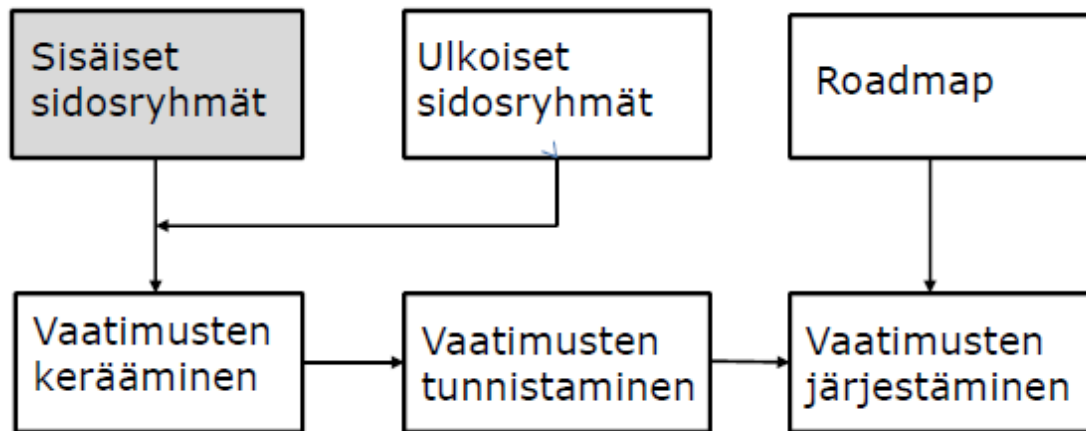 Sisäiset
sidosryhmät
Ulkoiset
sidosryhmät
Roadmap
Vaatimusten
kerääminen
Vaatimusten
tunnistaminen
Vaatimusten
järjestäminen